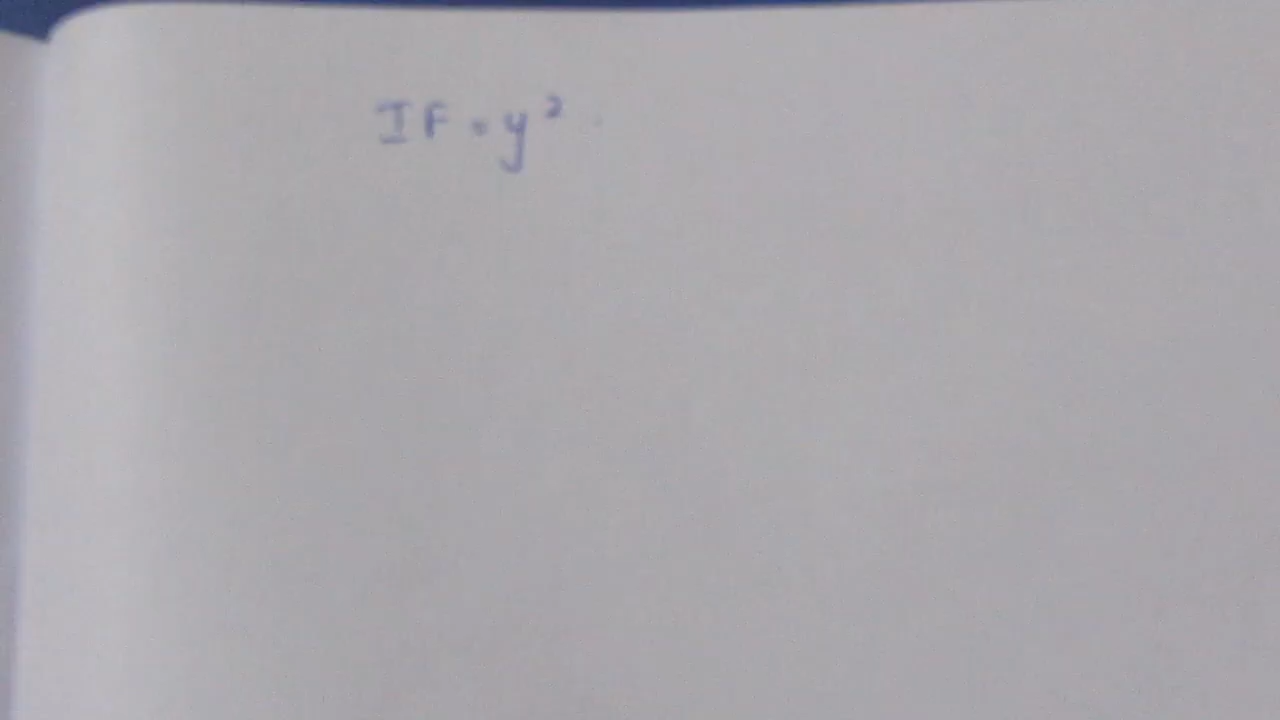 IF = y²